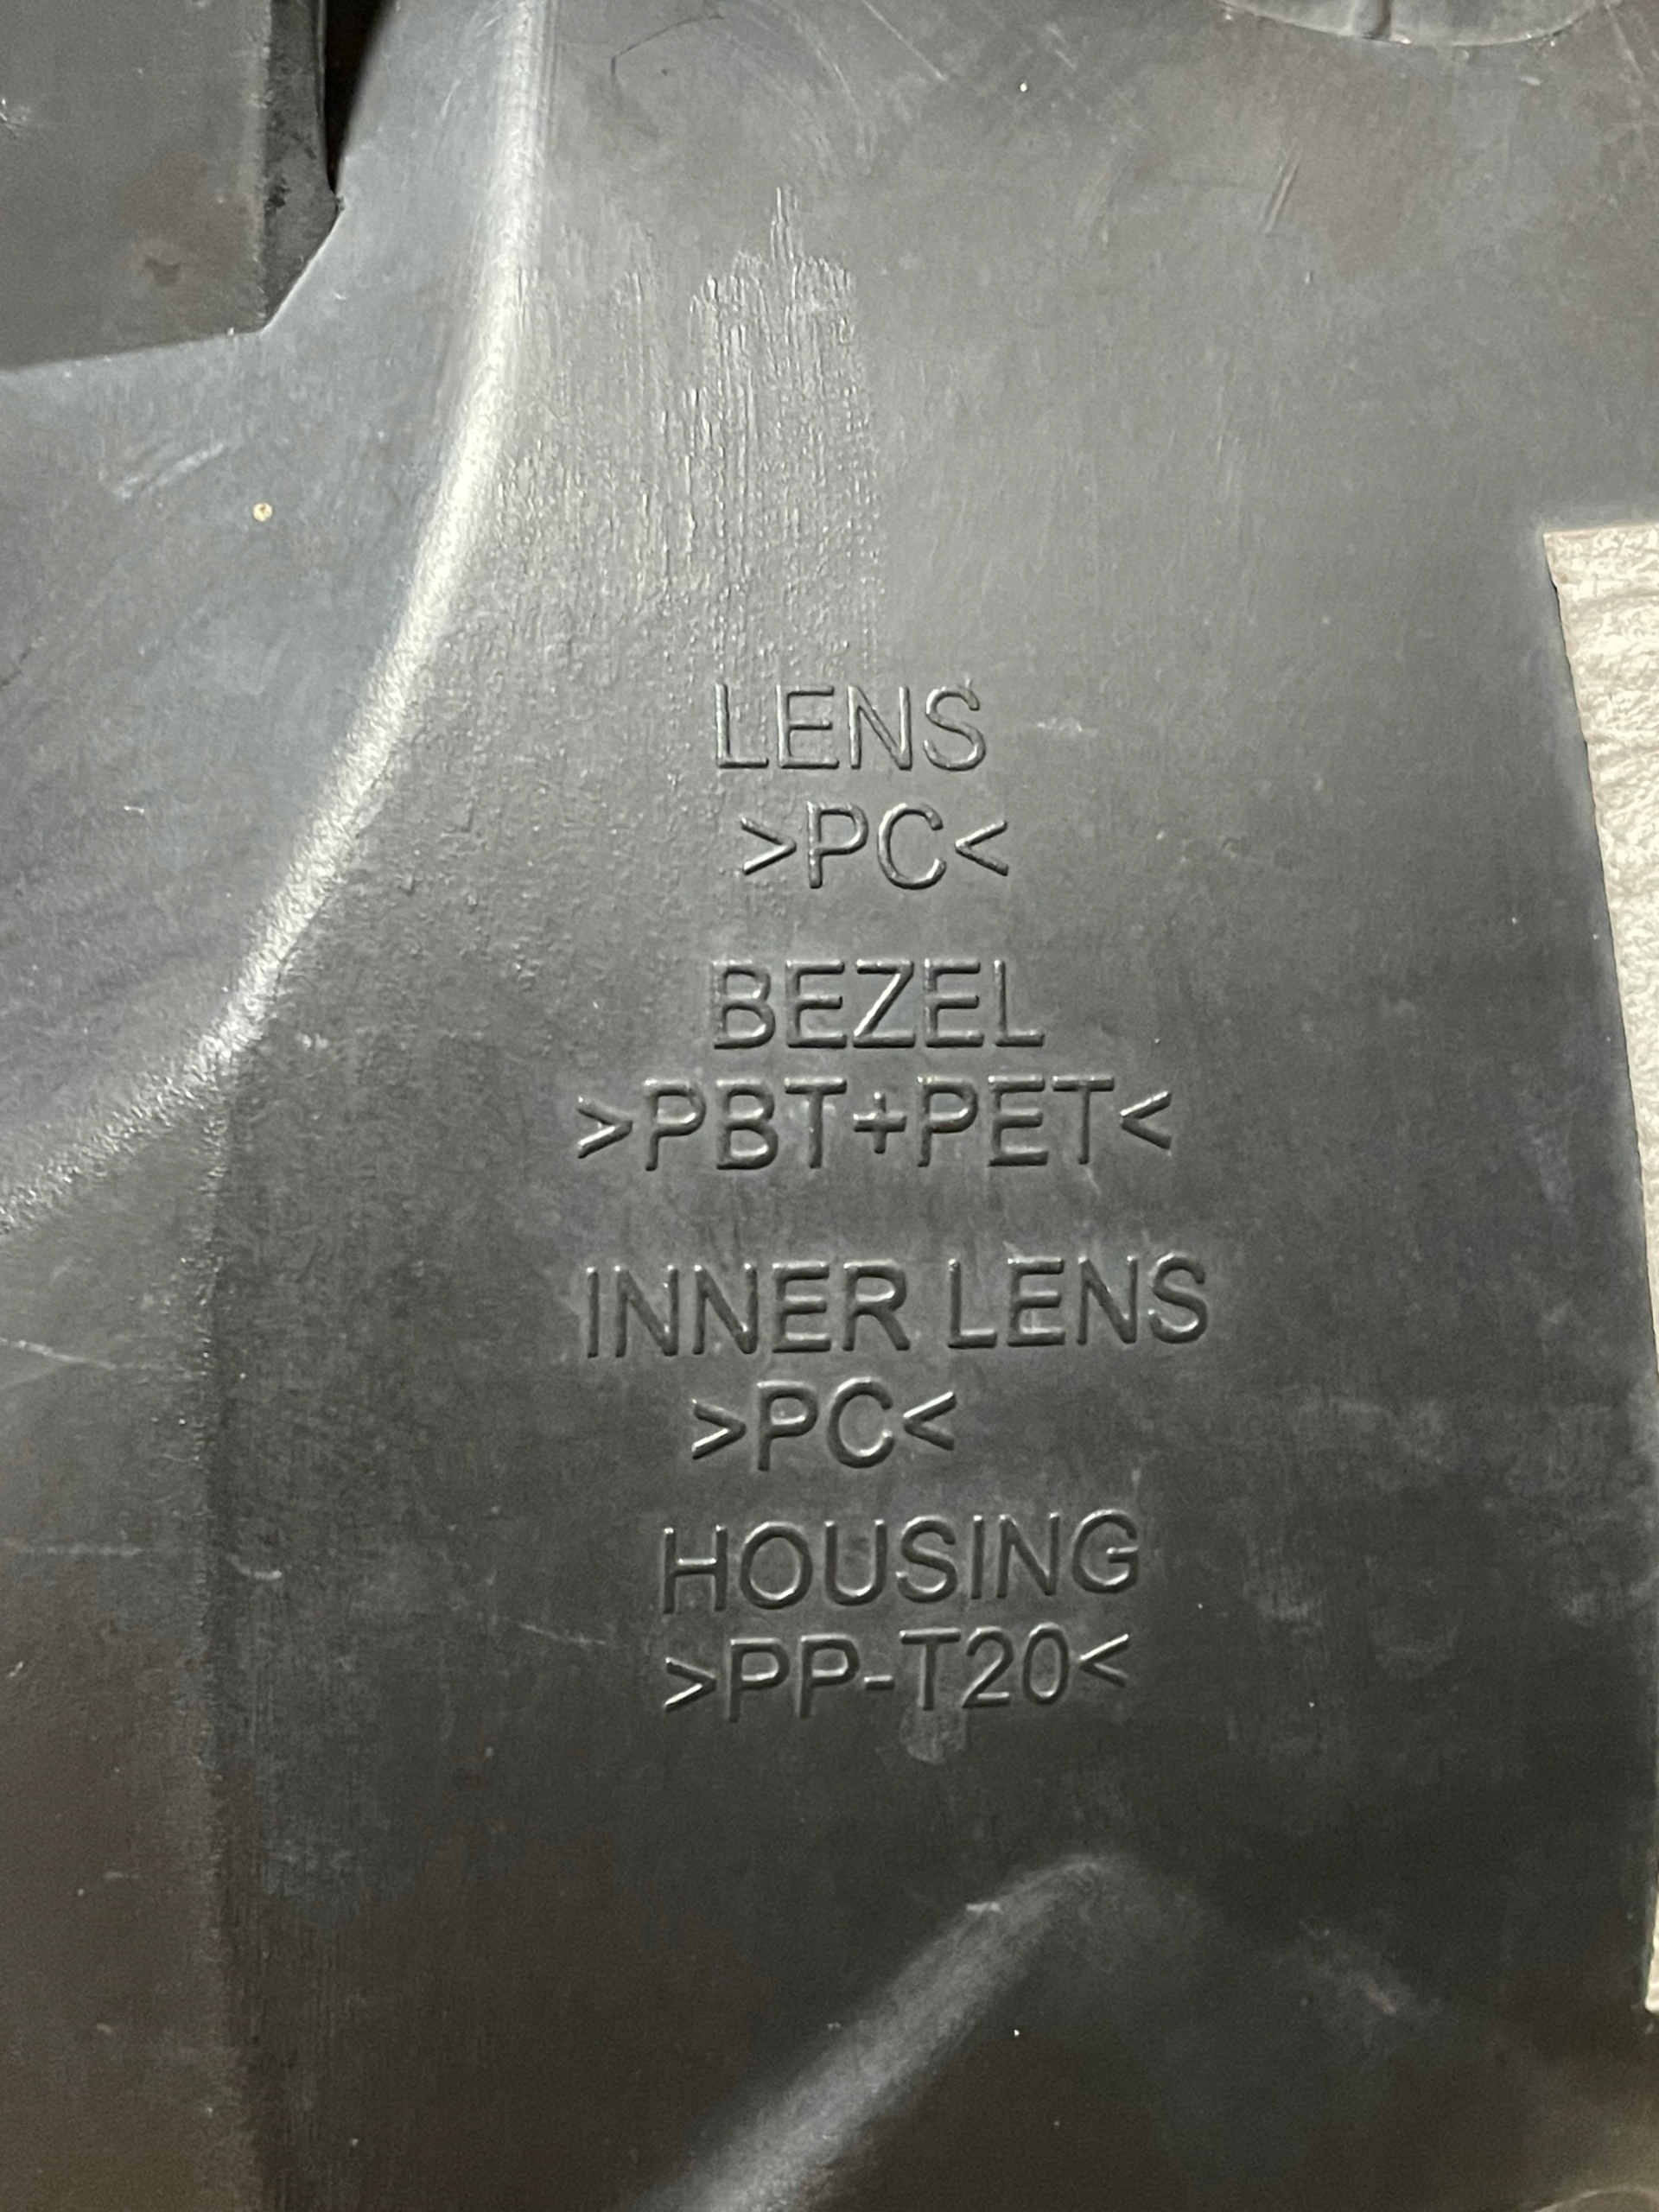 LENS
>PC<
BEZEL
>PBT+PET<
INNER LENS
>PC<
HOUSING
>PP-T20<